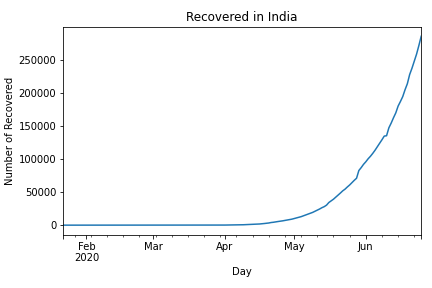 Recovered in India
Number of Recovered
250000
200000
150000
100000
50000
0
Feb Mar Apr May Jun
2020
Day